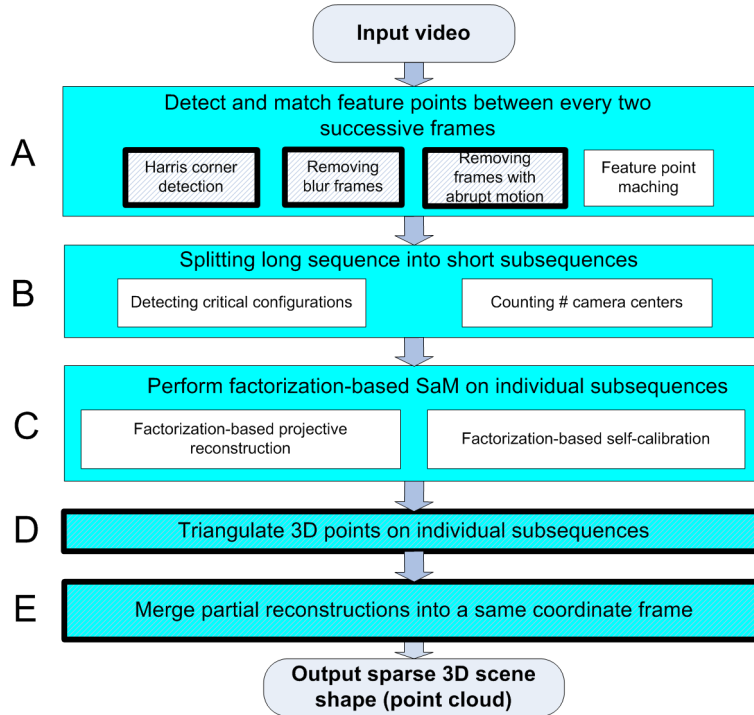 Input video
A
Detect and match feature points between every two
successive frames
Harris corner
detection
Removing
blur frames
Removing
frames with
abrupt motion
Feature point
maching
B
Splitting long sequence into short subsequences
Detecting critical configurations
Counting # camera centers
C
Perform factorization-based SaM on individual subsequences
Factorization-based projective
reconstruction
Factorization-based self-calibration
D
Triangulate 3D points on individual subsequences
E
Merge partial reconstructions into a same coordinate frame
Output sparse 3D scene
shape (point cloud)